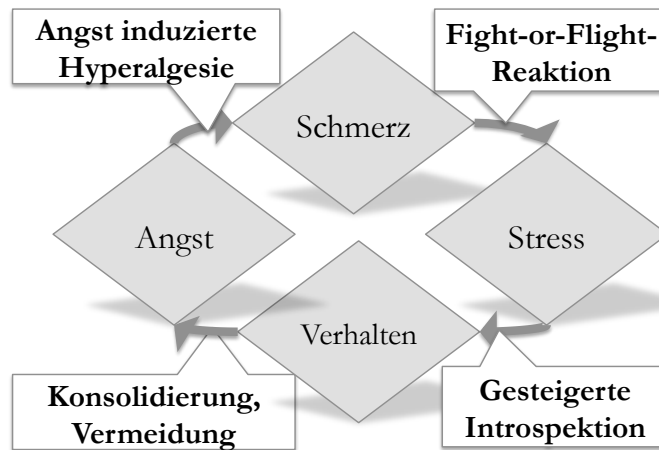 Angst induzierte
Hyperalgesie
Fight-or-Flight-
Reaktion
Schmerz
Angst
Stress
Verhalten
Konsolidierung,
Vermeidung
Gesteigerte
Introspektion